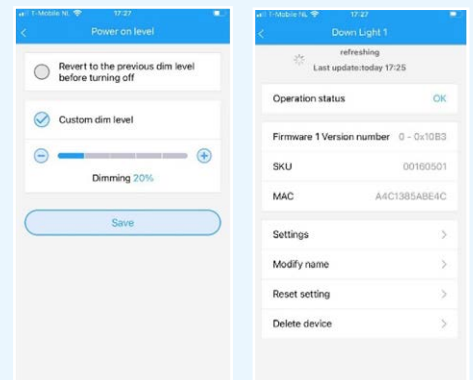 T-Mobile NL 17:27
Power on level
Revert to the previous dim level
before turning off
Custom dim level
Dimming 20%
Save
T-Mobile NL 17:27
Down Light 1
refreshing
Last update:today 17:25
Operation status OK
Firmware 1 Version number 0 - 0x10B3
SKU 00160501
MAC A4C1385ABE4C
Settings
Modify name
Reset setting
Delete device